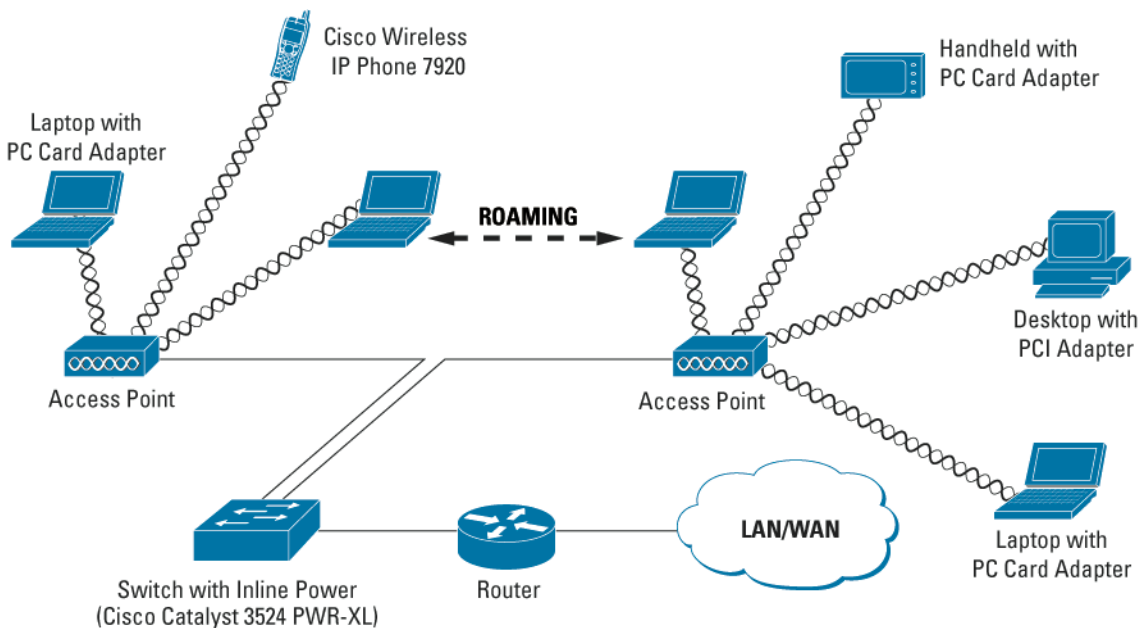 Cisco Wireless
IP Phone 7920
Handheld with
PC Card Adapter
Laptop with
PC Card Adapter
ROAMING
Desktop with
PCI Adapter
Access Point
Access Point
LAN/WAN
Laptop with
PC Card Adapter
Switch with Inline Power
(Cisco Catalyst 3524 PWR-XL)
Router